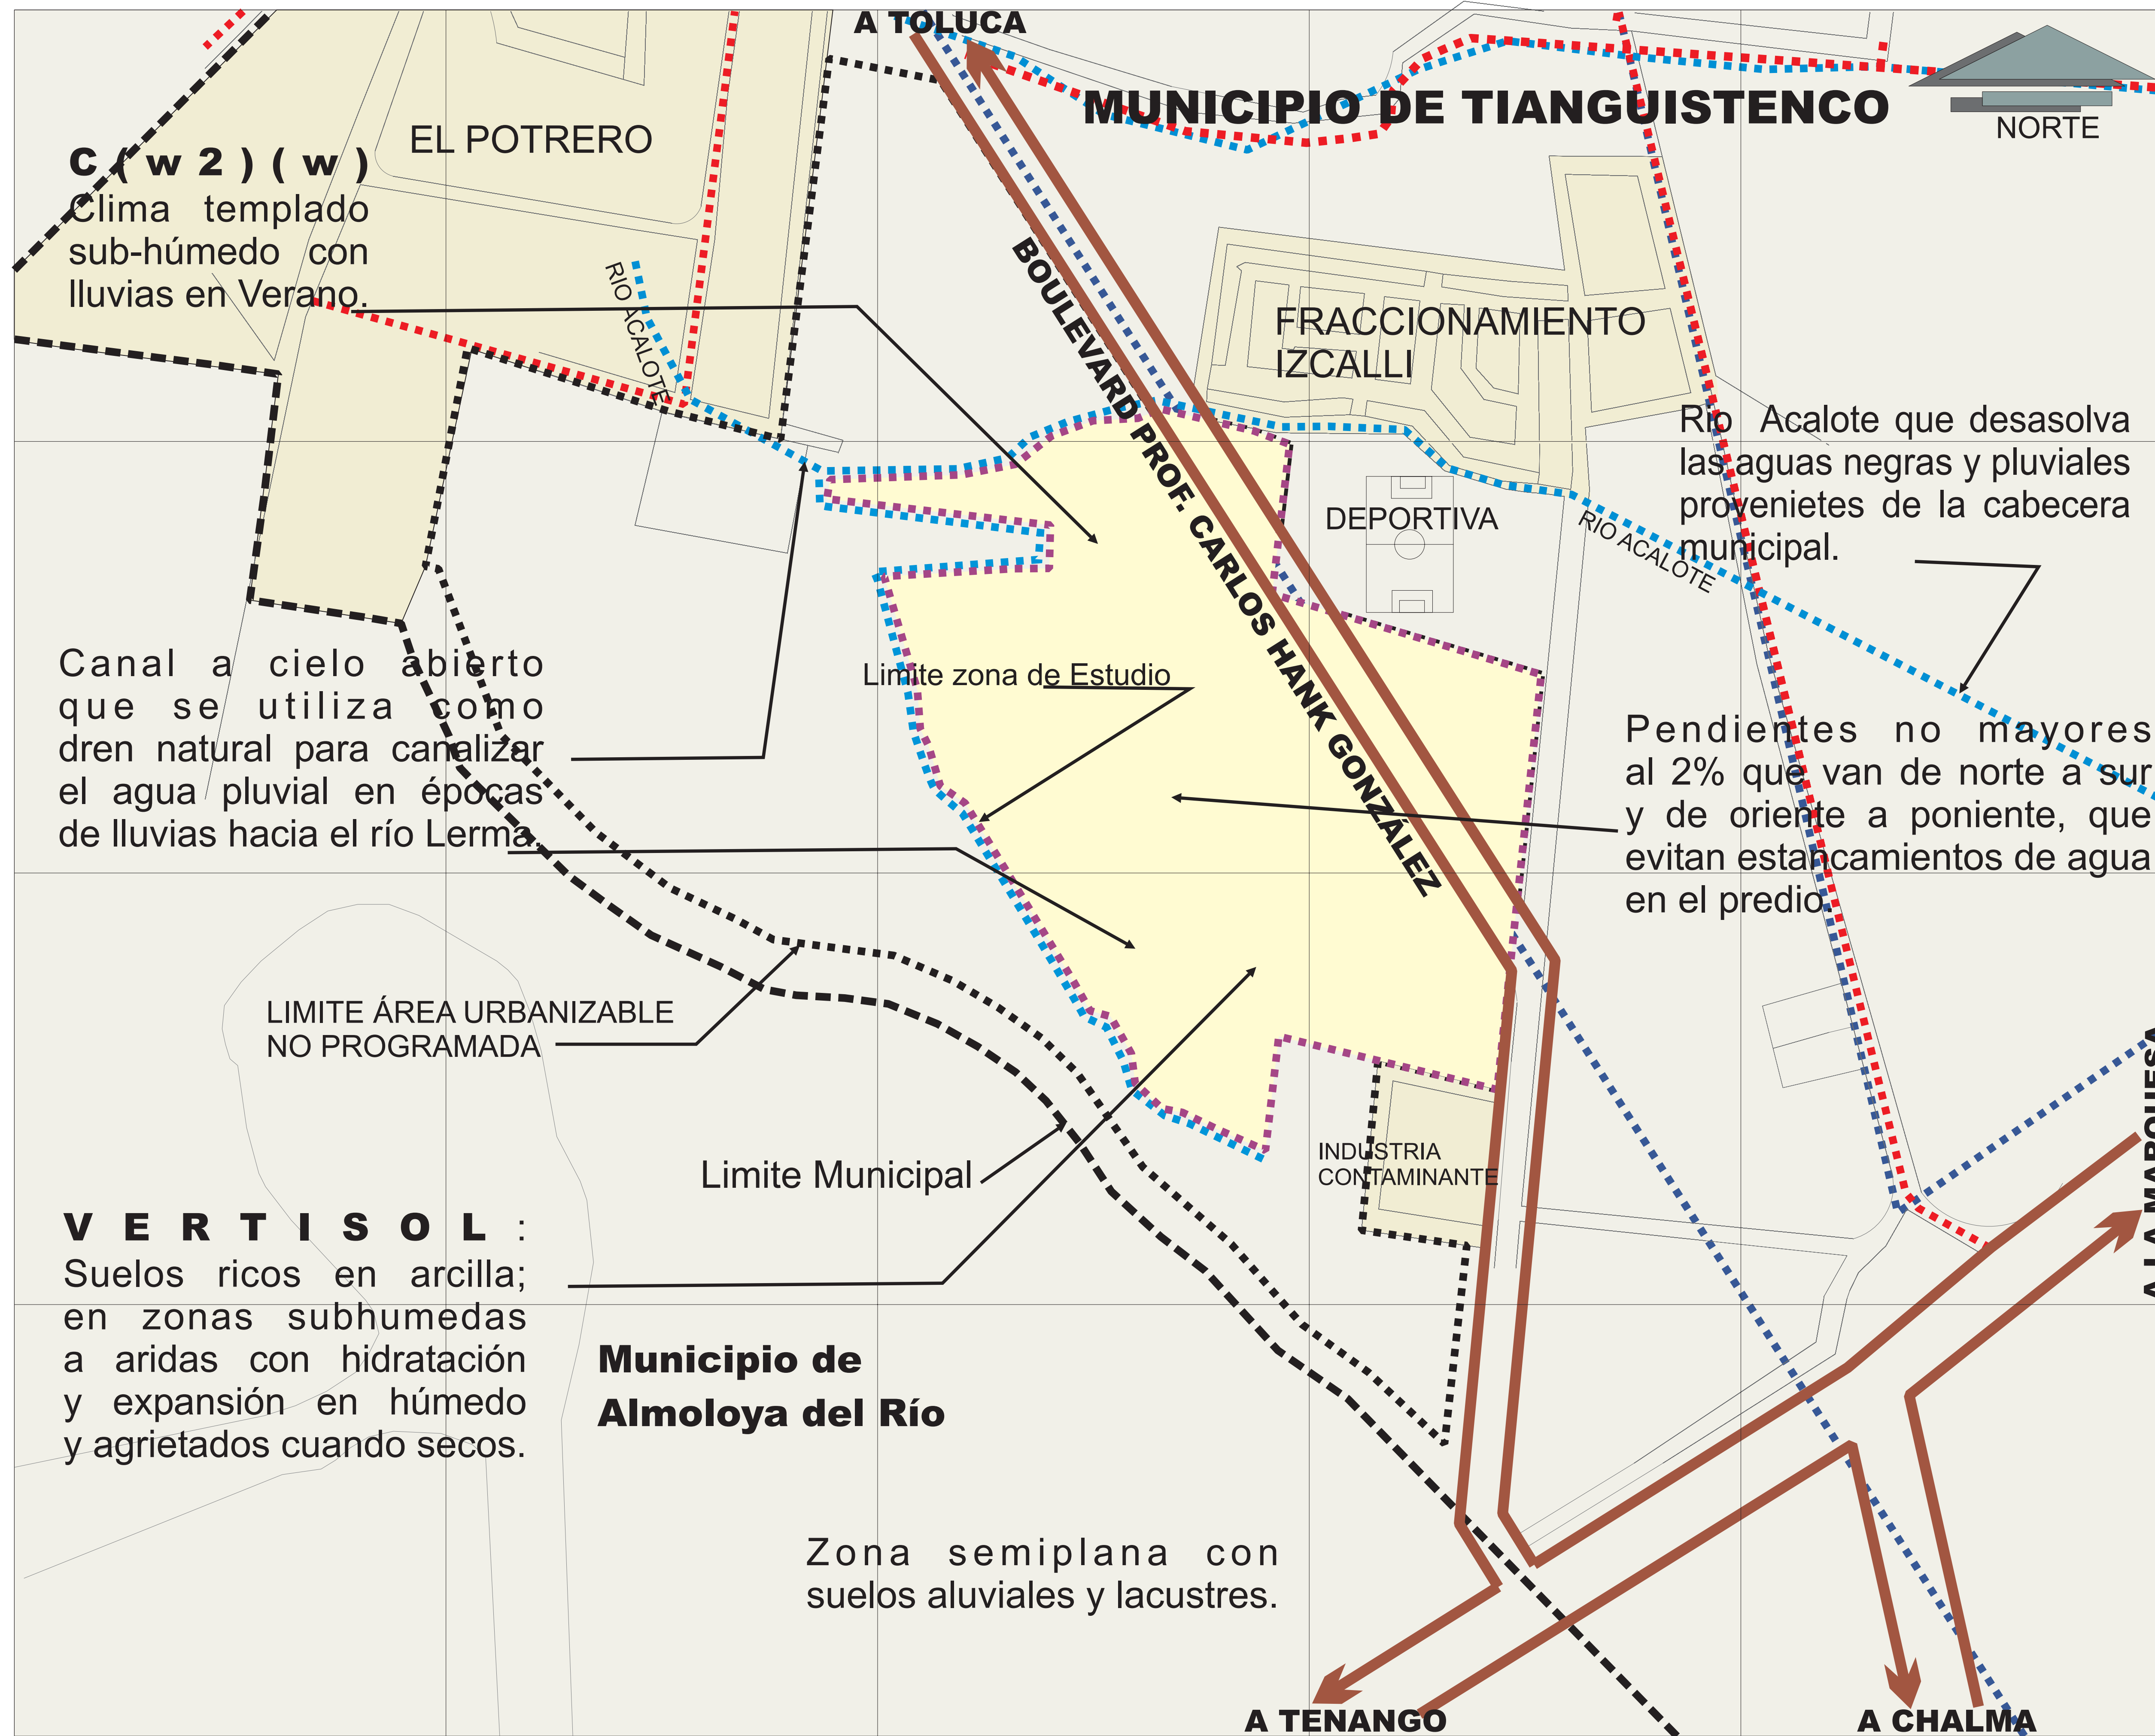 A TOLUCA
MUNICIPIO DE TIANGUISTENCO
NORTE
EL POTRERO
C(w2)(w)
Clima templado
sub-húmedo con
lluvias en Verano.
RIO ACALOTE
BOULEVARD PROF. CARLOS HANK GONZÁLEZ
FRACCIONAMIENTO
IZCALLI
Rio Acalote que desasolva
las aguas negras y pluviales
provenietes de la cabecera
municipal.
DEPORTIVA
RIO ACALOTE
Canal a cielo abierto
que se utiliza como
dren natural para canalizar
el agua pluvial en épocas
de lluvias hacia el río Lerma.
Limite zona de Estudio
Pendientes no mayores
al 2% que van de norte a sur
y de oriente a poniente, que
evitan estancamientos de agua
en el predio.
LIMITE ÁREA URBANIZABLE
NO PROGRAMADA
Limite Municipal
INDUSTRIA
CONTAMINANTE
A LA MARQUESA
VERTISOL:
Suelos ricos en arcilla;
en zonas subhumedas
a aridas con hidratación
y expansión en húmedo
y agrietados cuando secos.
Municipio de
Almoloya del Río
Zona semiplana con
suelos aluviales y lacustres.
A TENANGO
A CHALMA